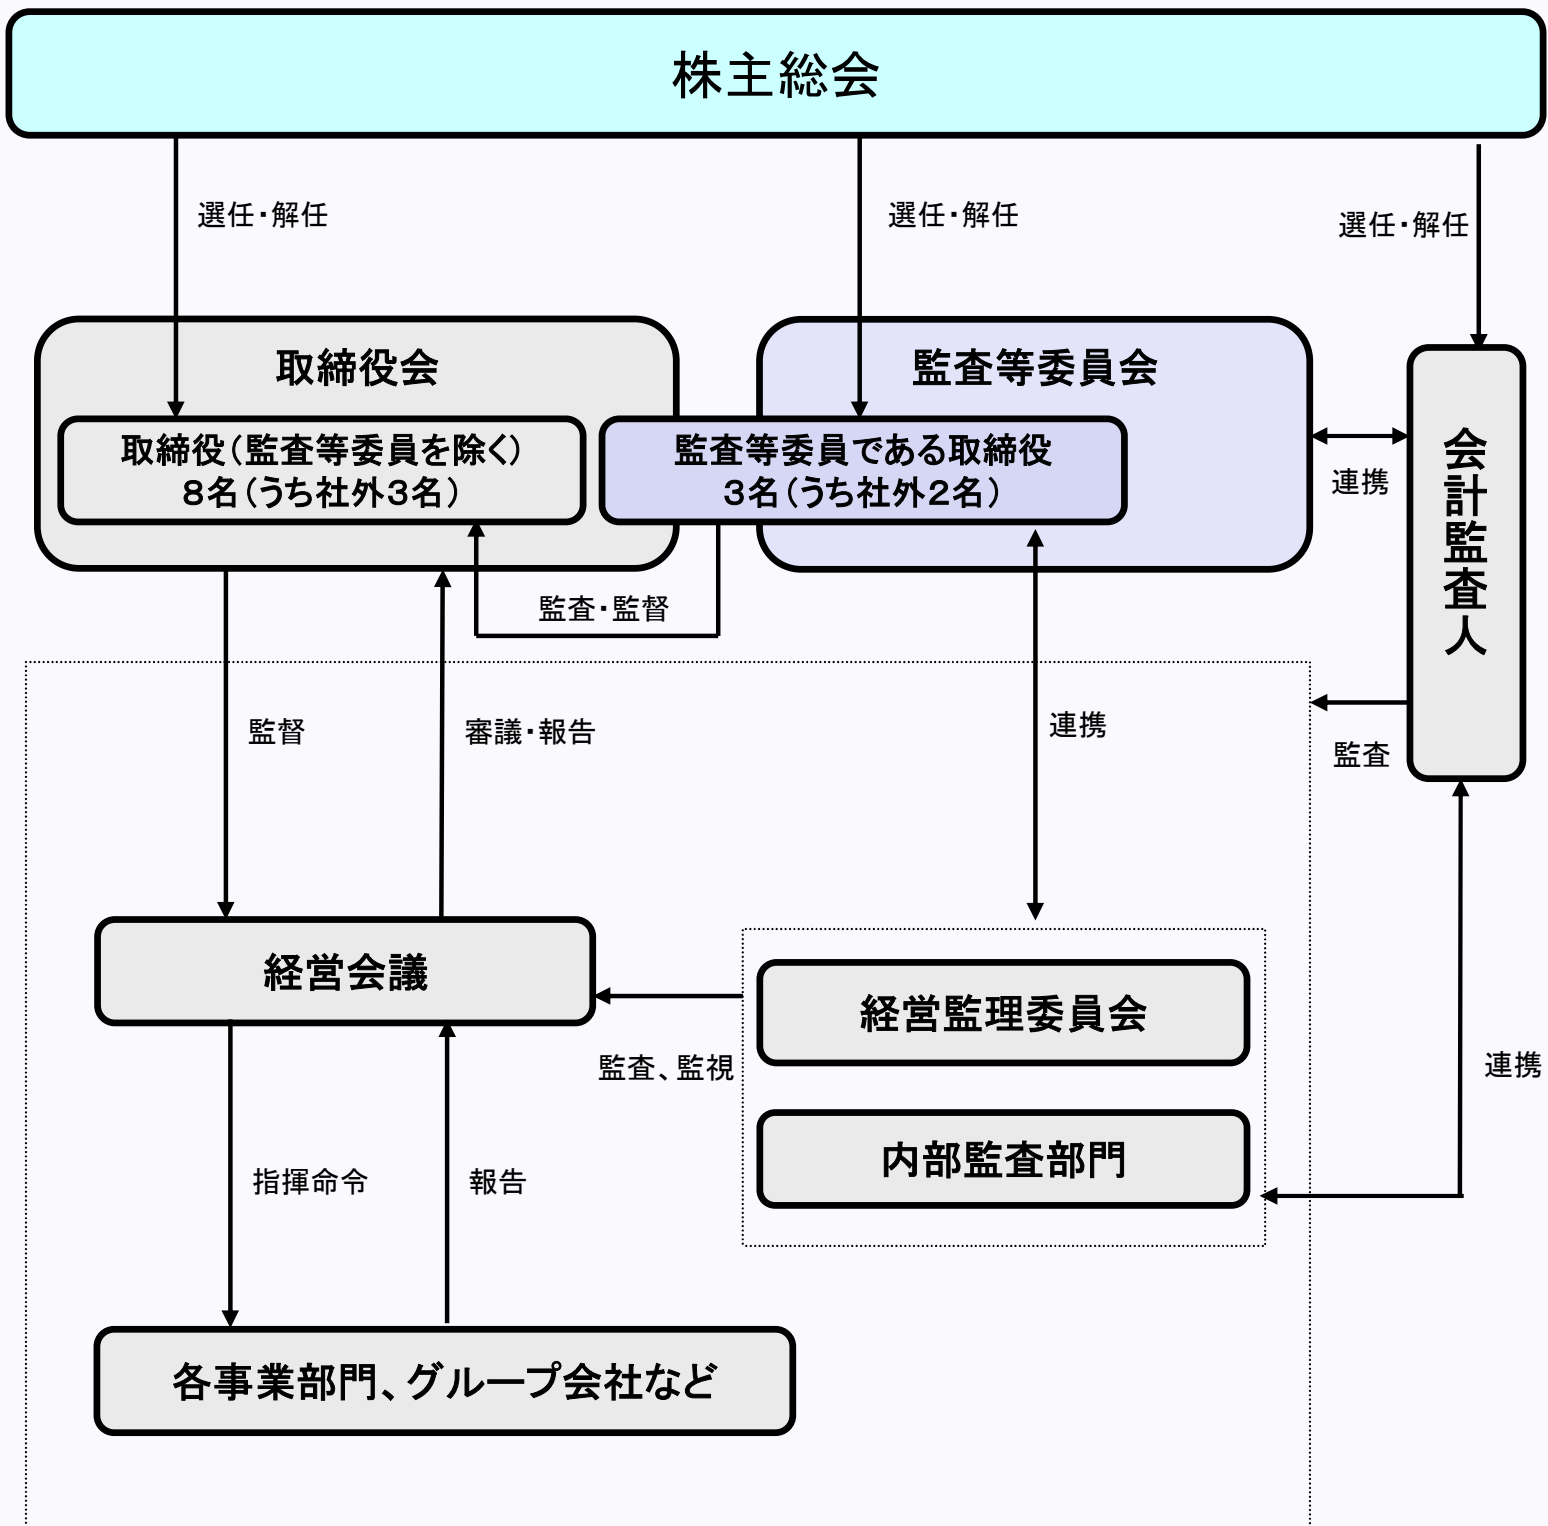 株主総会
選任・解任
選任・解任
選任・解任
取締役会
監査等委員会
取締役（監査等委員を除く）
８名（うち社外３名）
監査等委員である取締役
３名（うち社外２名）
連携
会計監査人
監査・監督
監督
審議・報告
連携
監査
経営会議
経営監理委員会
監査、監視
連携
内部監査部門
指揮命令
報告
各事業部門、グループ会社など